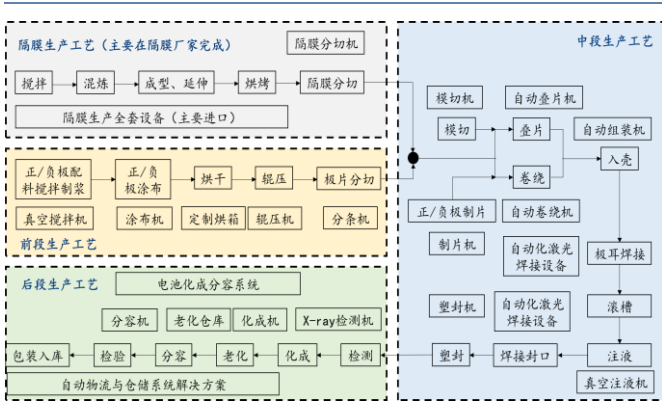 隔膜生产工艺（主要在隔膜厂家完成）
隔膜分切机
搅拌
混炼
成型、延伸
烘烤
隔膜分切
隔膜生产全套设备（主要进口）
正/负极配
料搅拌制浆
正/负
极涂布
烘干
辊压
极片分切
真空搅拌机
涂布机
定制烘箱
辊压机
分条机
前段生产工艺
中段生产工艺
模切机
自动叠片机
模切
叠片
自动组装机
入壳
卷绕
正/负极制片
自动卷绕机
制片机
自动化激光
焊接设备
极耳焊接
塑封机
自动化激光
焊接设备
滚槽
塑封
焊接封口
注液
真空注液机
后段生产工艺
电池化成分容系统
分容机
老化仓库
化成机
X-ray检测机
包装入库
检验
分容
老化
化成
检测
自动物流与仓储系统解决方案